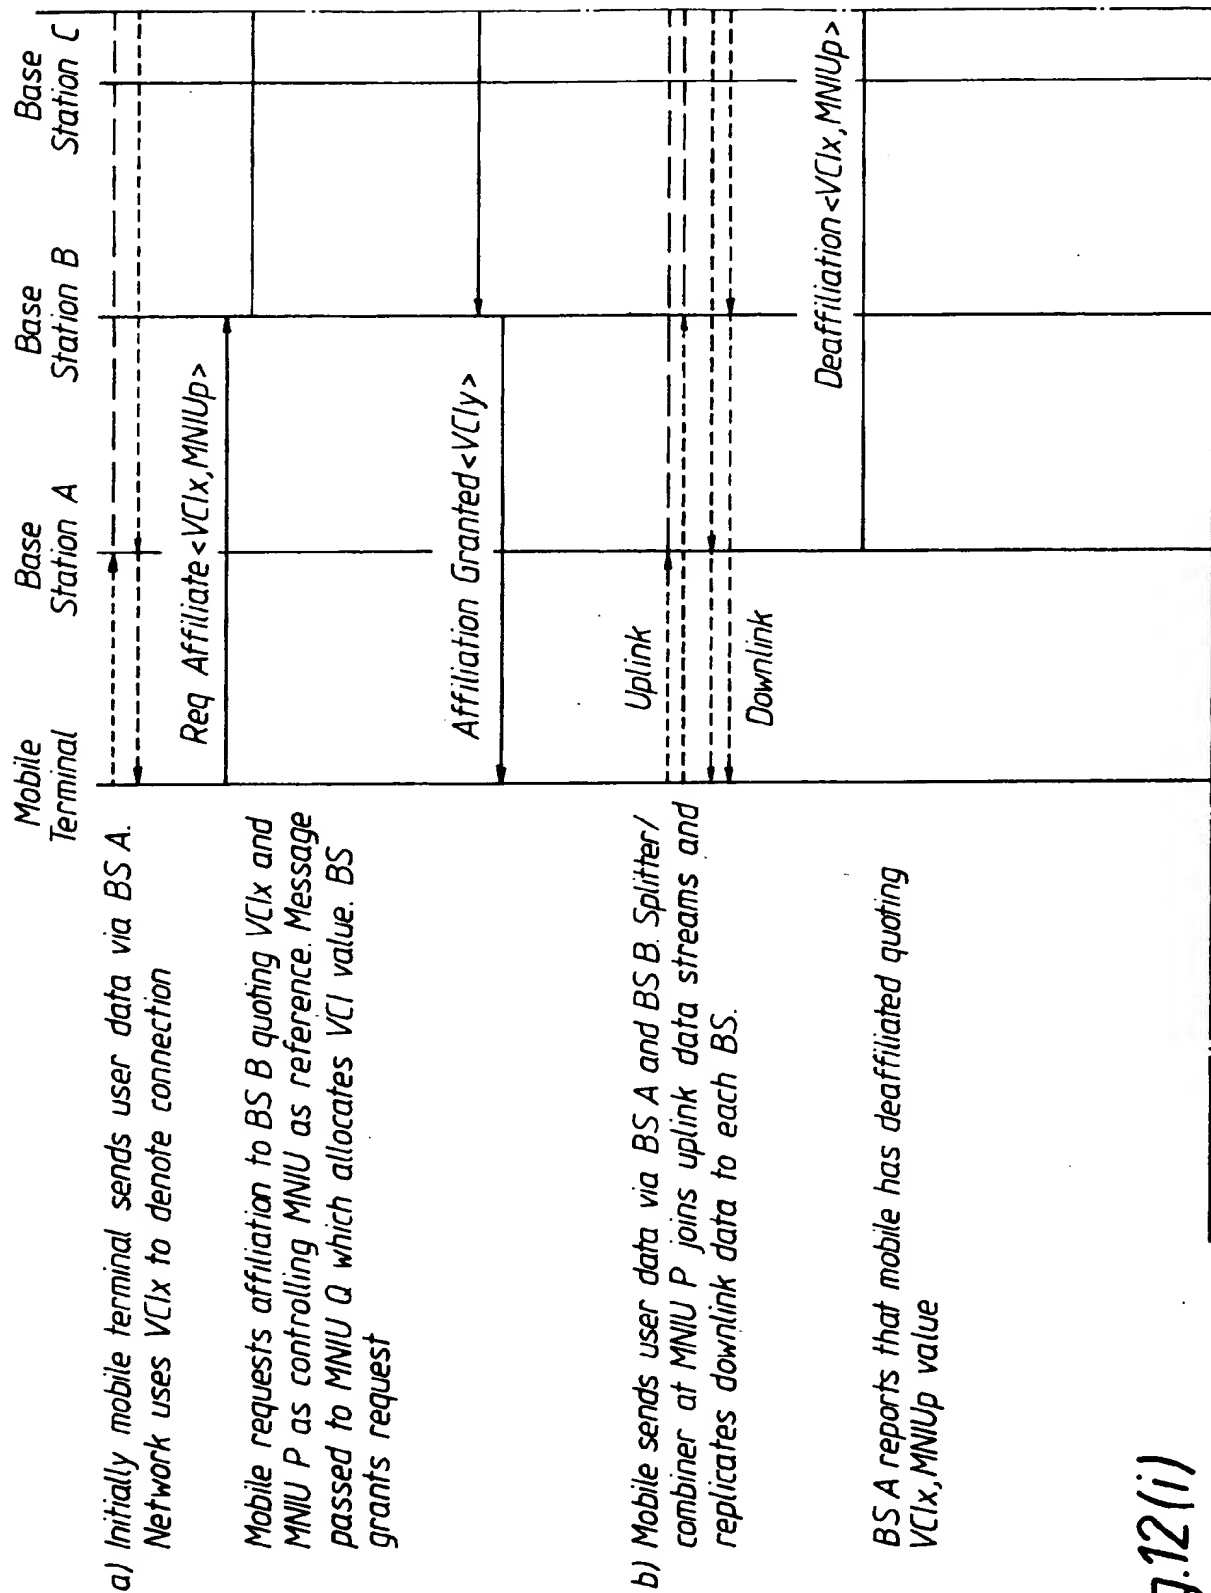 Mobile
Terminal
Base
Station A
Base
Station B
Base
Station C
a) Initially mobile terminal sends user data via BS A.
Network uses VCIx to denote connection
Req Affiliate<VCIx,MNIUp>
Mobile requests affiliation to BS B quoting VCIx and
MNIU P as controlling MNIU as reference. Message
passed to MNIU Q which allocates VCI value. BS
grants request
Affiliation Granted<VCIy>
b) Mobile sends user data via BS A and BS B. Splitter/
combiner at MNIU P joins uplink data streams and
replicates downlink data to each BS.
Uplink
Downlink
BS A reports that mobile has deaffiliated quoting
VCIx,MNIUp value
Deaffiliation<VCIx,MNIUp>
g.12(i)